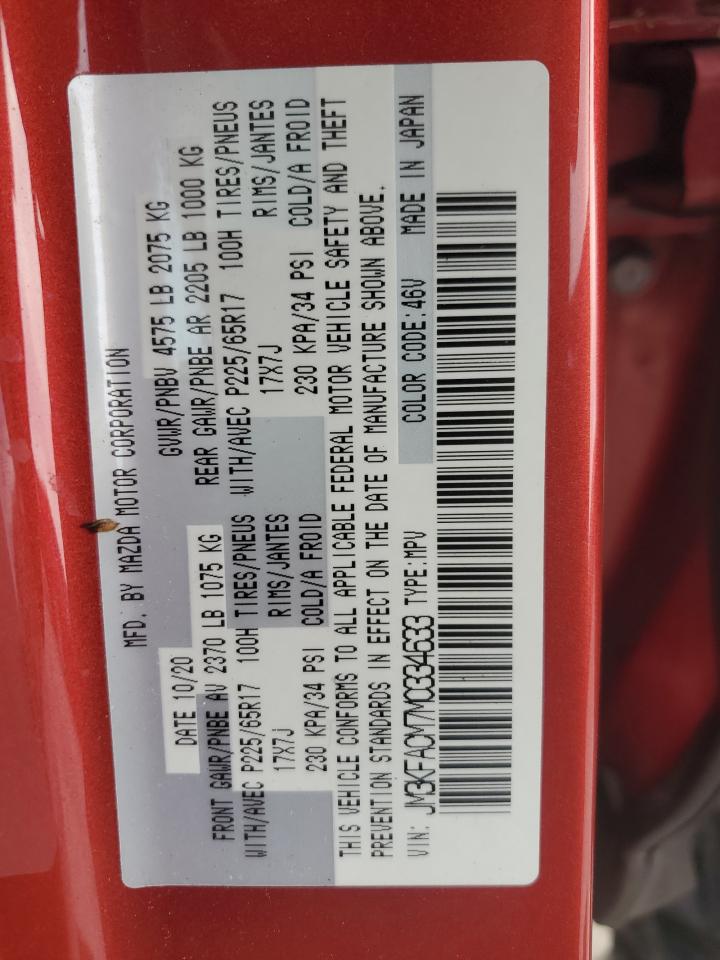 MFD. BY MAZDA MOTOR CORPORATION
DATE 10/20 GVWR/PNBV 4575 LB 2075 KG
FRONT GAWR/PNBE AV 2370 LB 1075 KG REAR GAWR/PNBE AR 2205 LB 1000 KG
WITH/AVEC P225/65R17 100H TIRES/PNEUS WITH/AVEC P225/65R17 100H TIRES/PNEUS
17X7J RIMS/JANTES 17X7J RIMS/JANTES
230 KPA/34 PSI COLD/A FROID 230 KPA/34 PSI COLD/A FROID
THIS VEHICLE CONFORMS TO ALL APPLICABLE FEDERAL MOTOR VEHICLE SAFETY AND THEFT
PREVENTION STANDARDS IN EFFECT ON THE DATE OF MANUFACTURE SHOWN ABOVE.
VIN: JM3KFACM7M0334633 TYPE:MPV COLOR CODE:46V MADE IN JAPAN